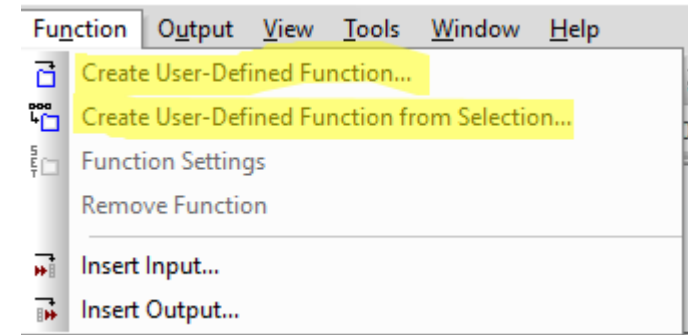 Function Output View Tools Window Help
Create User-Defined Function...
Create User-Defined Function from Selection...
Function Settings
Remove Function
Insert Input...
Insert Output...